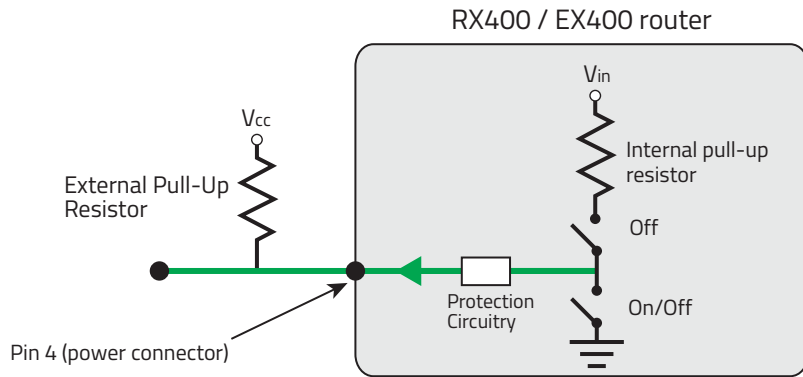 RX400 / EX400 router
Vin
Vcc
Internal pull-up
resistor
External Pull-Up
Resistor
Off
Protection
Circuitry
On/Off
Pin 4 (power connector)